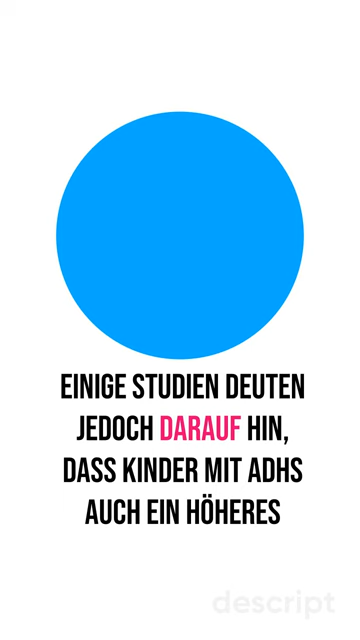 EINIGE STUDIEN DEUTEN
JEDOCH DARAUF HIN,
DASS KINDER MIT ADHS
AUCH EIN HÖHERES
descript